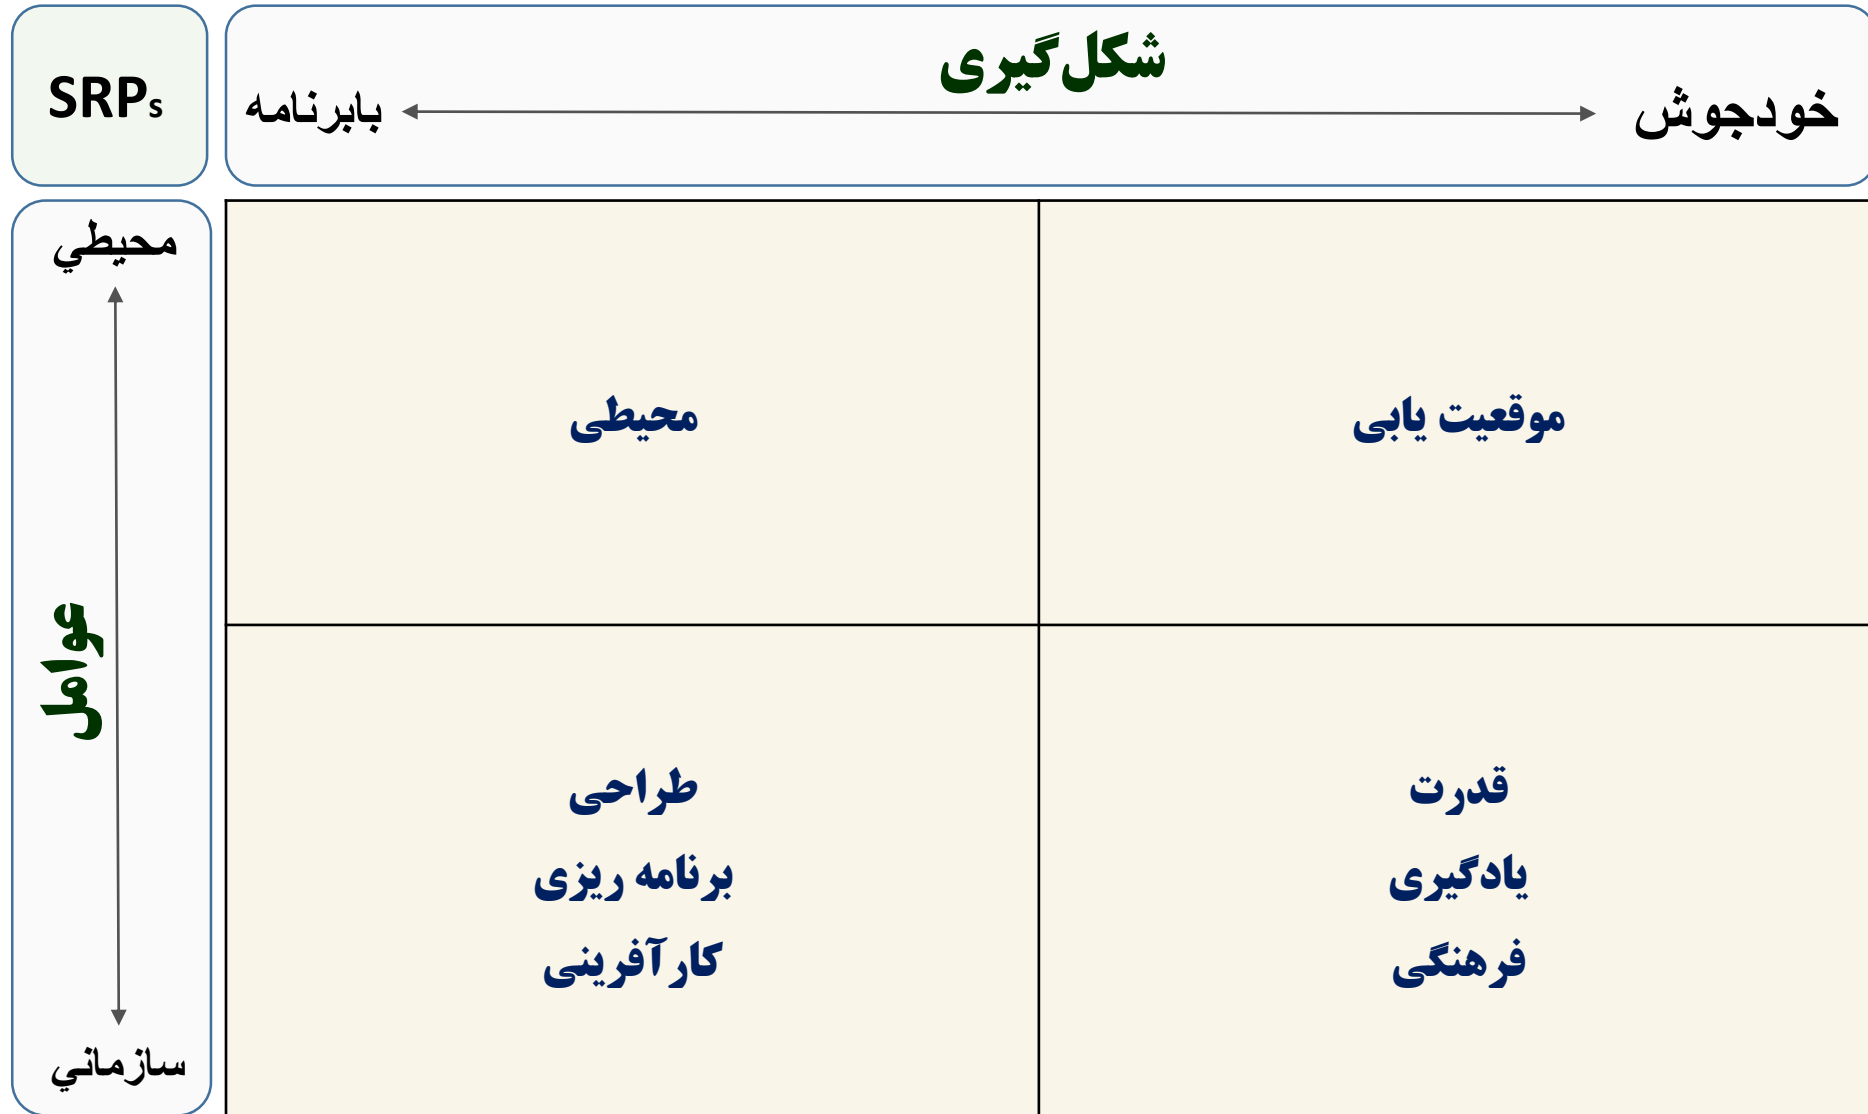 SRPs
شکل‌گیری
خودجوش
بابرنامه
محيطي
عوامل
سازماني
موقعیت یابی
محیطی
قدرت
یادگیری
فرهنگی
طراحی
برنامه ریزی
کارآفرینی